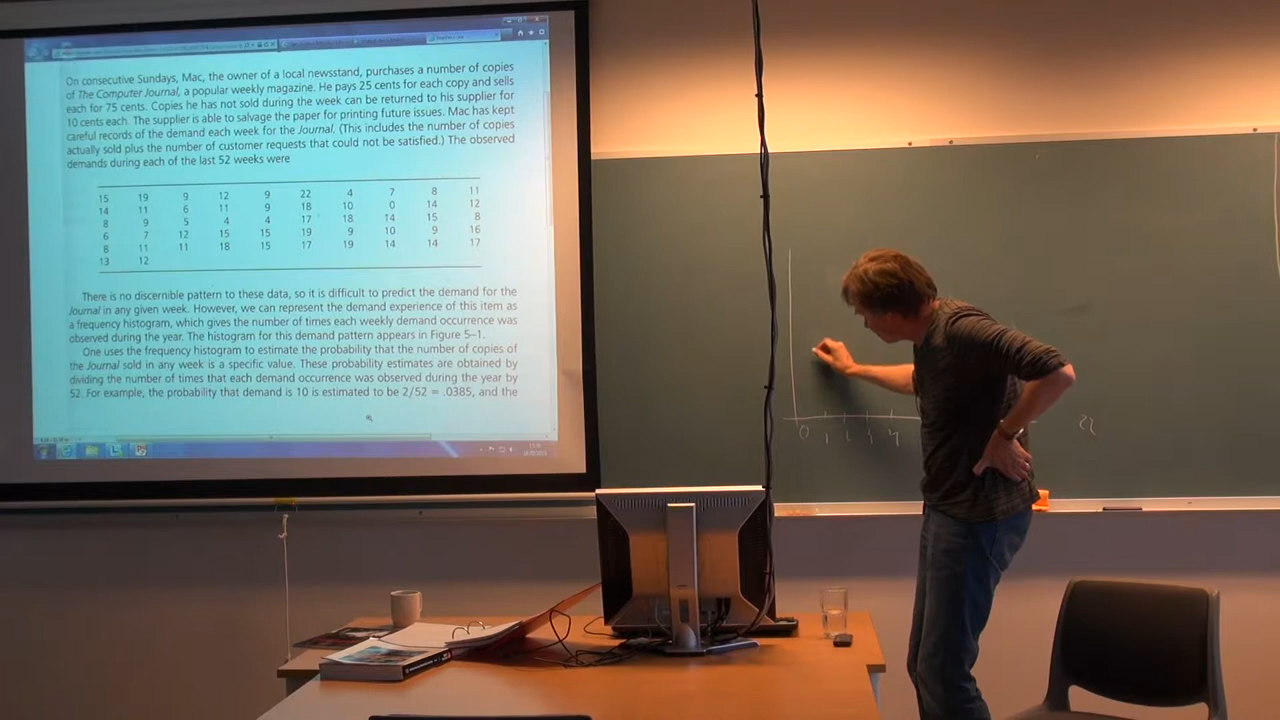 On consecutive Sundays, Mac, the owner of a local newsstand, purchases a number of copies
of The Computer Journal, a popular weekly magazine. He pays 25 cents for each copy and sells
each for 75 cents. Copies he has not sold during the week can be returned to his supplier for
10 cents each. The supplier is able to salvage the paper for printing future issues. Mac has kept
careful records of the demand each week for the Journal. (This includes the number of copies
actually sold plus the number of customer requests that could not be satisfied.) The observed
demands during each of the last 52 weeks were
15 19 9 12 9 22 4 7 8 11
14 11 6 11 9 18 10 0 14 12
8 9 5 4 4 17 18 14 15 8
6 7 12 15 15 19 9 10 9 16
8 11 11 18 15 17 19 14 14 17
13 12
There is no discernible pattern to these data, so it is difficult to predict the demand for the
Journal in any given week. However, we can represent the demand experience of this item as
a frequency histogram, which gives the number of times each weekly demand occurrence was
observed during the year. The histogram for this demand pattern appears in Figure 5–1.
One uses the frequency histogram to estimate the probability that the number of copies of
the Journal sold in any week is a specific value. These probability estimates are obtained by
dividing the number of times that each demand occurrence was observed during the year by
52. For example, the probability that demand is 10 is estimated to be 2/52 = .0385, and the
0 1 2 3 4 22